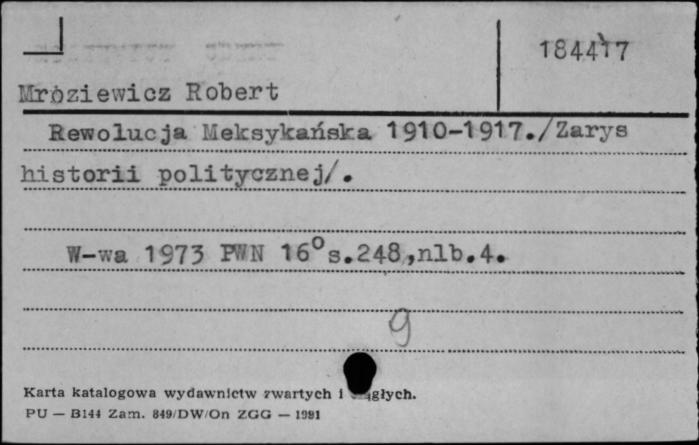 184417
Mroziewicz Robert
Rewolucja Meksykańska 1910-1917./Zarys
historii politycznej/.
W-wa 1973 PWN 16° s.248,nlb.4.
9
Karta katalogowa wydawnictw zwartych i ągłych.
PU — B144 Zam. 849/DW/On ZGG — 1981